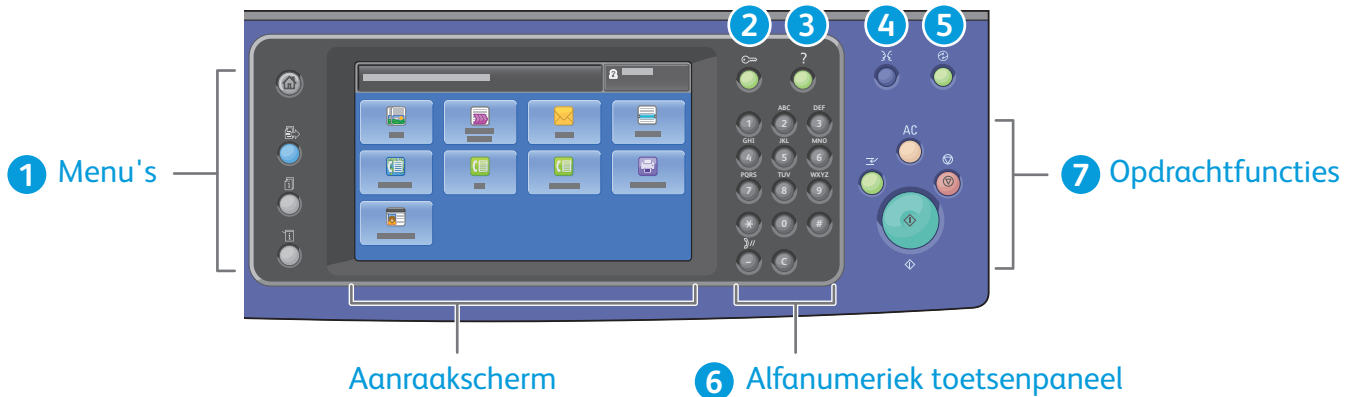 2 3 4 5
?
AC
ABC DEF
1 2 3
GHI JKL MNO
4 5 6
PQRS TUV WXYZ
7 8 9
* 0 #
- C
1 Menu's
7 Opdrachtfuncties
Aanraakscherm
6 Alfanumeriek toetsenpaneel